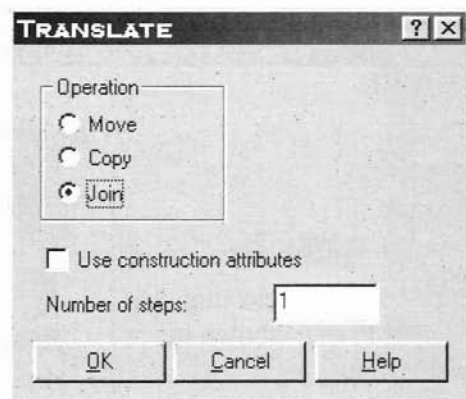 TRANSLATE ? X
Operation
Move
Copy
Join
Use construction attributes
Number of steps: 1
OK Cancel Help